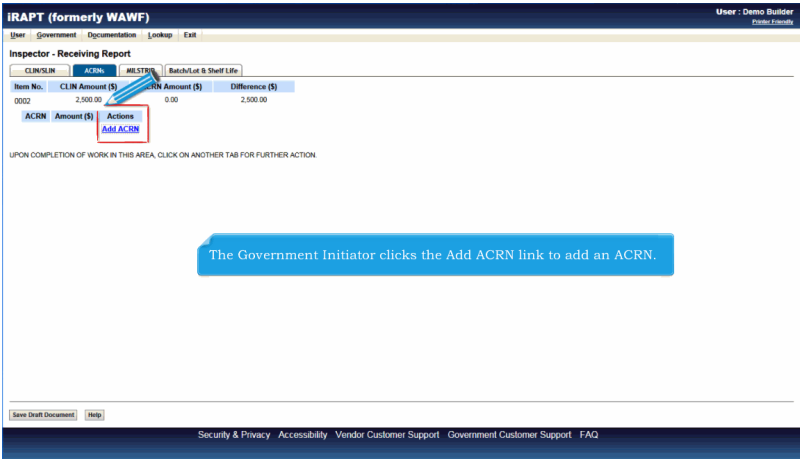 iRAPT (formerly WAWF)
User : Demo Builder
Printer Friendly
User Government Documentation Lookup Exit
Inspector - Receiving Report
CLIN/SLIN ACRNs MILSTRIP Batch/Lot & Shelf Life
Item No. CLIN Amount ($) Amount ($) Difference ($)
0002 2,500.00 0.00 2,500.00
ACRN Amount ($) Actions
Add ACRN
UPON COMPLETION OF WORK IN THIS AREA, CLICK ON ANOTHER TAB FOR FURTHER ACTION.
The Government Initiator clicks the Add ACRN link to add an ACRN.
Save Draft Document Help
Security & Privacy Accessibility Vendor Customer Support Government Customer Support FAQ